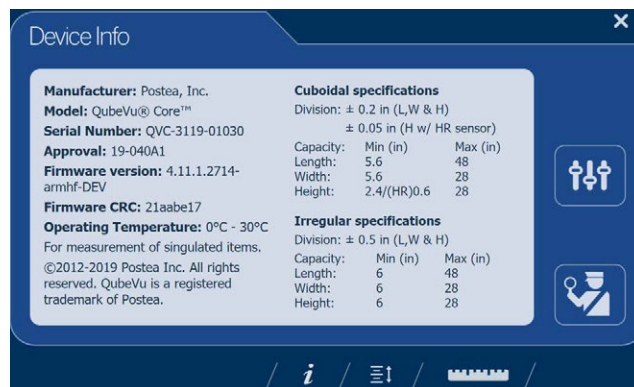 Device Info
Manufacturer: Postea, Inc.
Model: QubeVu® Core™
Serial Number: QVC-3119-01030
Approval: 19-040A1
Firmware version: 4.11.1.2714-
armhf-DEV
Firmware CRC: 21aabe17
Operating Temperature: 0°C - 30°C
For measurement of singulated items.
©2012-2019 Postea Inc. All rights
reserved. QubeVu is a registered
trademark of Postea.
Cuboidal specifications
Division: ± 0.2 in (L,W & H)
± 0.05 in (H w/ HR sensor)
Capacity: Min (in) Max (in)
Length: 5.6 48
Width: 5.6 28
Height: 2.4/(HR)0.6 28
Irregular specifications
Division: ± 0.5 in (L,W & H)
Capacity: Min (in) Max (in)
Length: 6 48
Width: 6 28
Height: 6 28